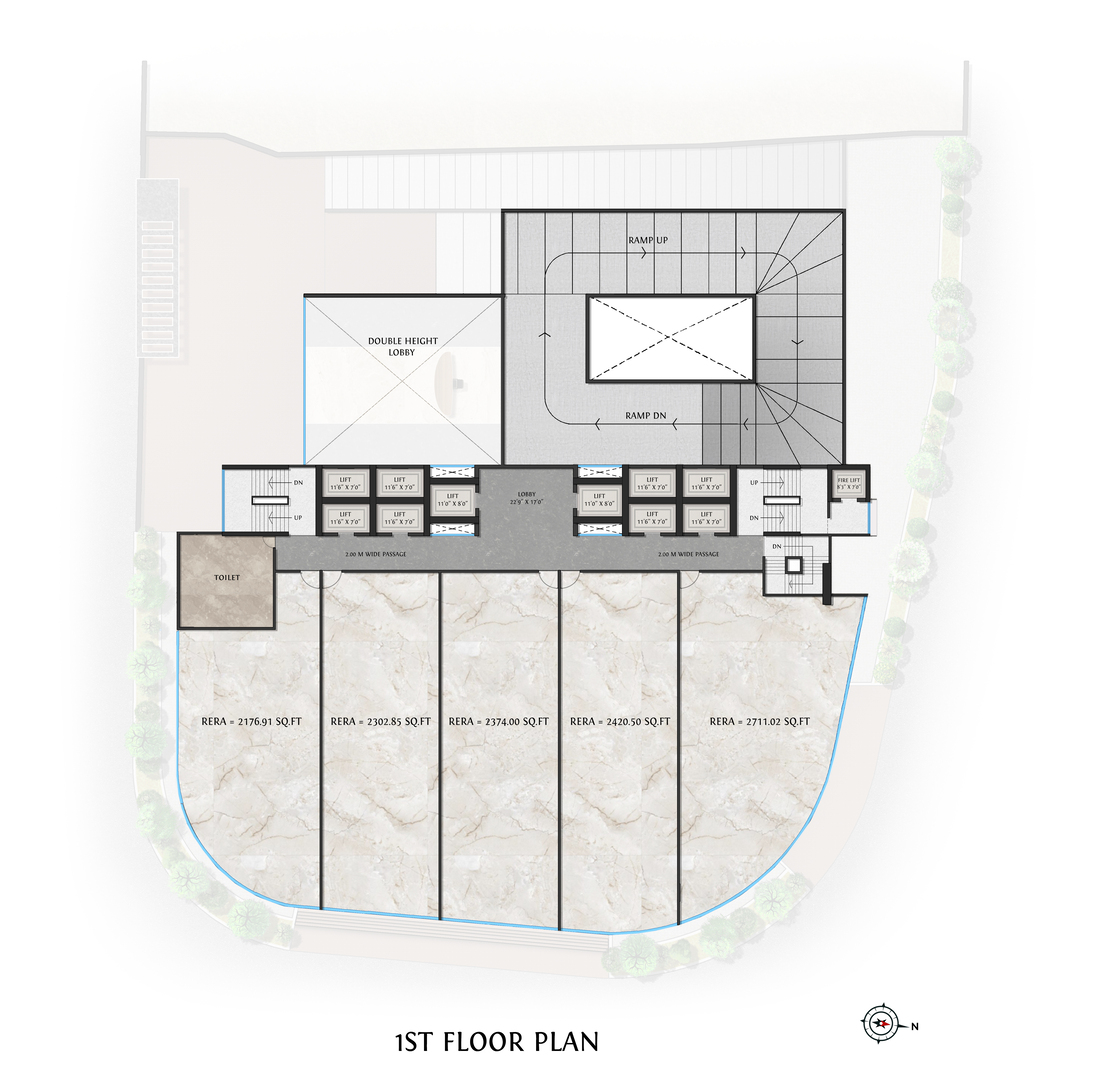 RAMP UP
DOUBLE HEIGHT
LOBBY
RAMP DN
DN
UP
LIFT
11'6" X 7'0"
LIFT
11'6" X 7'0"
LIFT
11'0" X 8'0"
LIFT
11'6" X 7'0"
LIFT
11'6" X 7'0"
LOBBY
22'9" X 17'0"
LIFT
11'0" X 8'0"
LIFT
11'6" X 7'0"
LIFT
11'6" X 7'0"
LIFT
11'6" X 7'0"
LIFT
11'6" X 7'0"
UP
DN
FIRE LIFT
8'3" X 7'0"
DN
2.00 M WIDE PASSAGE
2.00 M WIDE PASSAGE
TOILET
RERA = 2176.91 SQ.FT
RERA = 2302.85 SQ.FT
RERA = 2374.00 SQ.FT
RERA = 2420.50 SQ.FT
RERA = 2711.02 SQ.FT
N
1ST FLOOR PLAN